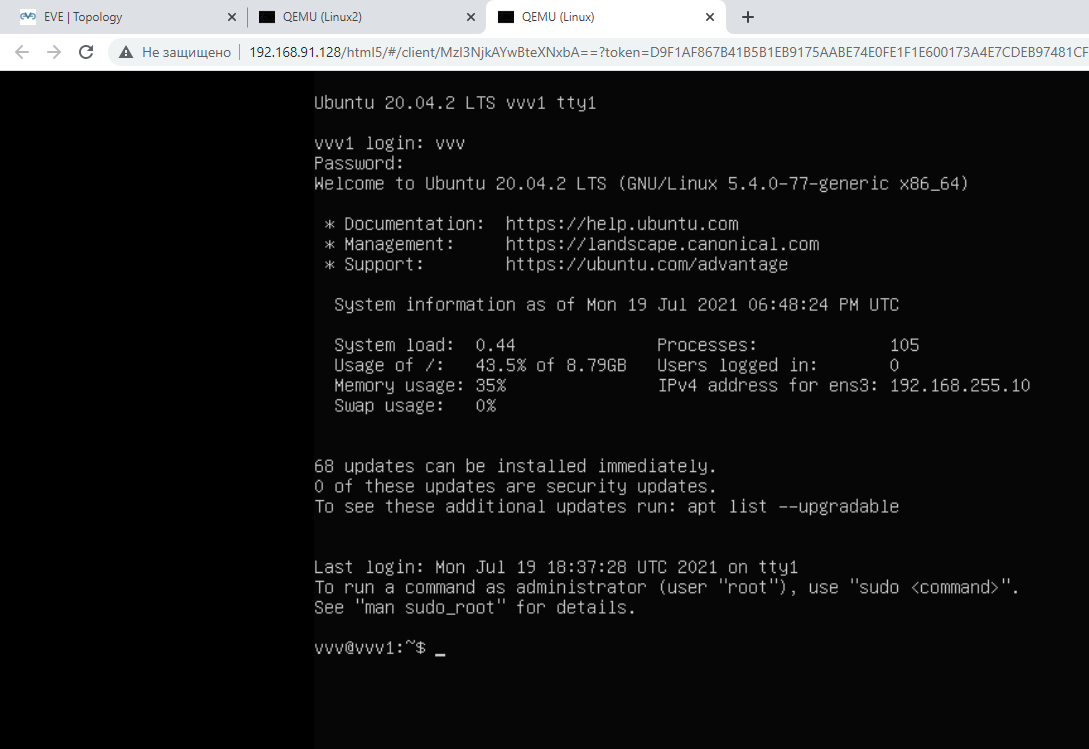 EVE | Topology
QEMU (Linux2)
QEMU (Linux)
Не защищено
192.168.91.128/html5/#/client/MzI3NjkAYwBteXNxbA==?token=D9F1AF867B41B5B1EB9175AABE74E0FE1F1E600173A4E7CDEB97481CF
Ubuntu 20.04.2 LTS vvv1 tty1
vvv1 login: vvv
Password:
Welcome to Ubuntu 20.04.2 LTS (GNU/Linux 5.4.0-77-generic x86_64)
* Documentation:  https://help.ubuntu.com
* Management:     https://landscape.canonical.com
* Support:        https://ubuntu.com/advantage
System information as of Mon 19 Jul 2021 06:48:24 PM UTC
System load:  0.44              Processes:             105
Usage of /:   43.5% of 8.79GB   Users logged in:       0
Memory usage: 35%               IPv4 address for ens3: 192.168.255.10
Swap usage:   0%
68 updates can be installed immediately.
0 of these updates are security updates.
To see these additional updates run: apt list --upgradable
Last login: Mon Jul 19 18:37:28 UTC 2021 on tty1
To run a command as administrator (user "root"), use "sudo <command>".
See "man sudo_root" for details.
vvv@vvv1:~$ _